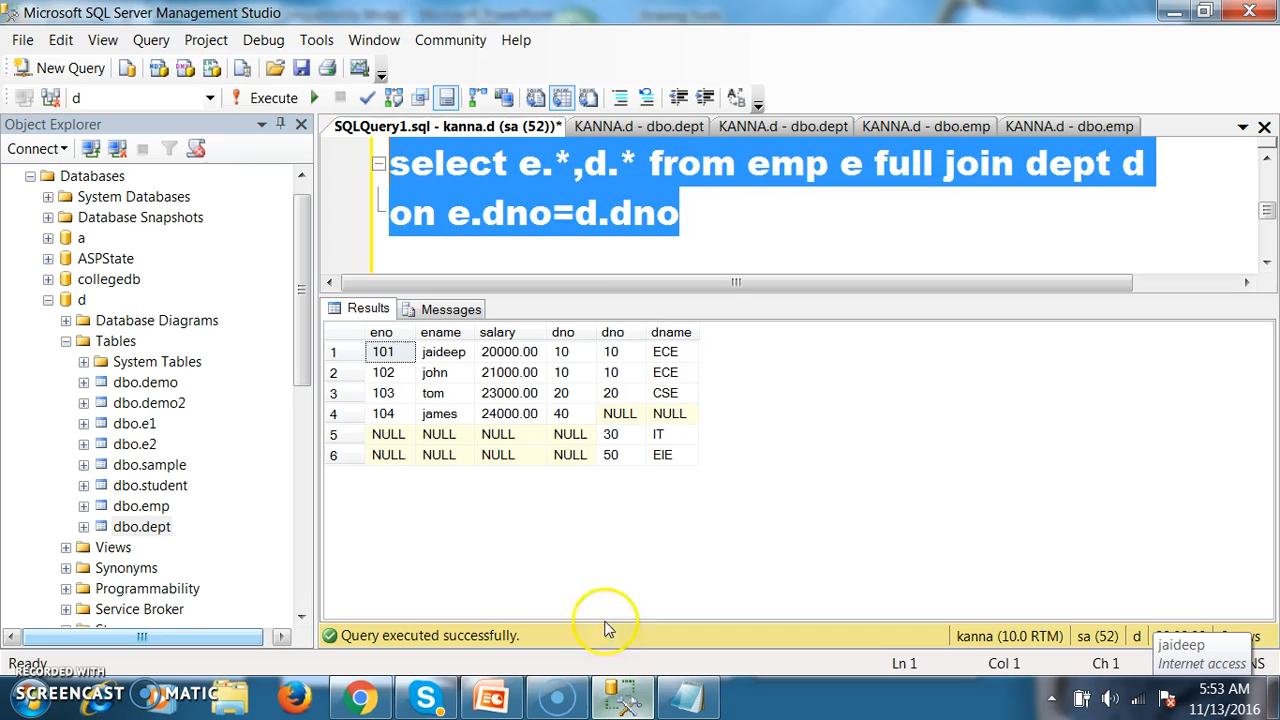 Microsoft SQL Server Management Studio
File Edit View Query Project Debug Tools Window Community Help
New Query
d Execute
Object Explorer
Connect
Databases
System Databases
Database Snapshots
a
ASPState
collegedb
d
Database Diagrams
Tables
System Tables
dbo.demo
dbo.demo2
dbo.e1
dbo.e2
dbo.sample
dbo.student
dbo.emp
dbo.dept
Views
Synonyms
Programmability
Service Broker
SQLQuery1.sql - kanna.d (sa (52))* KANNA.d - dbo.dept KANNA.d - dbo.dept KANNA.d - dbo.emp KANNA.d - dbo.emp
select e.*,d.* from emp e full join dept d
on e.dno=d.dno
Results Messages
eno ename salary dno dno dname
1 101 jaideep 20000.00 10 10 ECE
2 102 john 21000.00 10 10 ECE
3 103 tom 23000.00 20 20 CSE
4 104 james 24000.00 40 NULL NULL
5 NULL NULL NULL NULL 30 IT
6 NULL NULL NULL NULL 50 EIE
Query executed successfully. kanna (10.0 RTM) sa (52) d
jaideep
Internet access
Ready Ln 1 Col 1 Ch 1 NS
RECORDED WITH
SCREENCAST MATIC
5:53 AM
11/13/2016